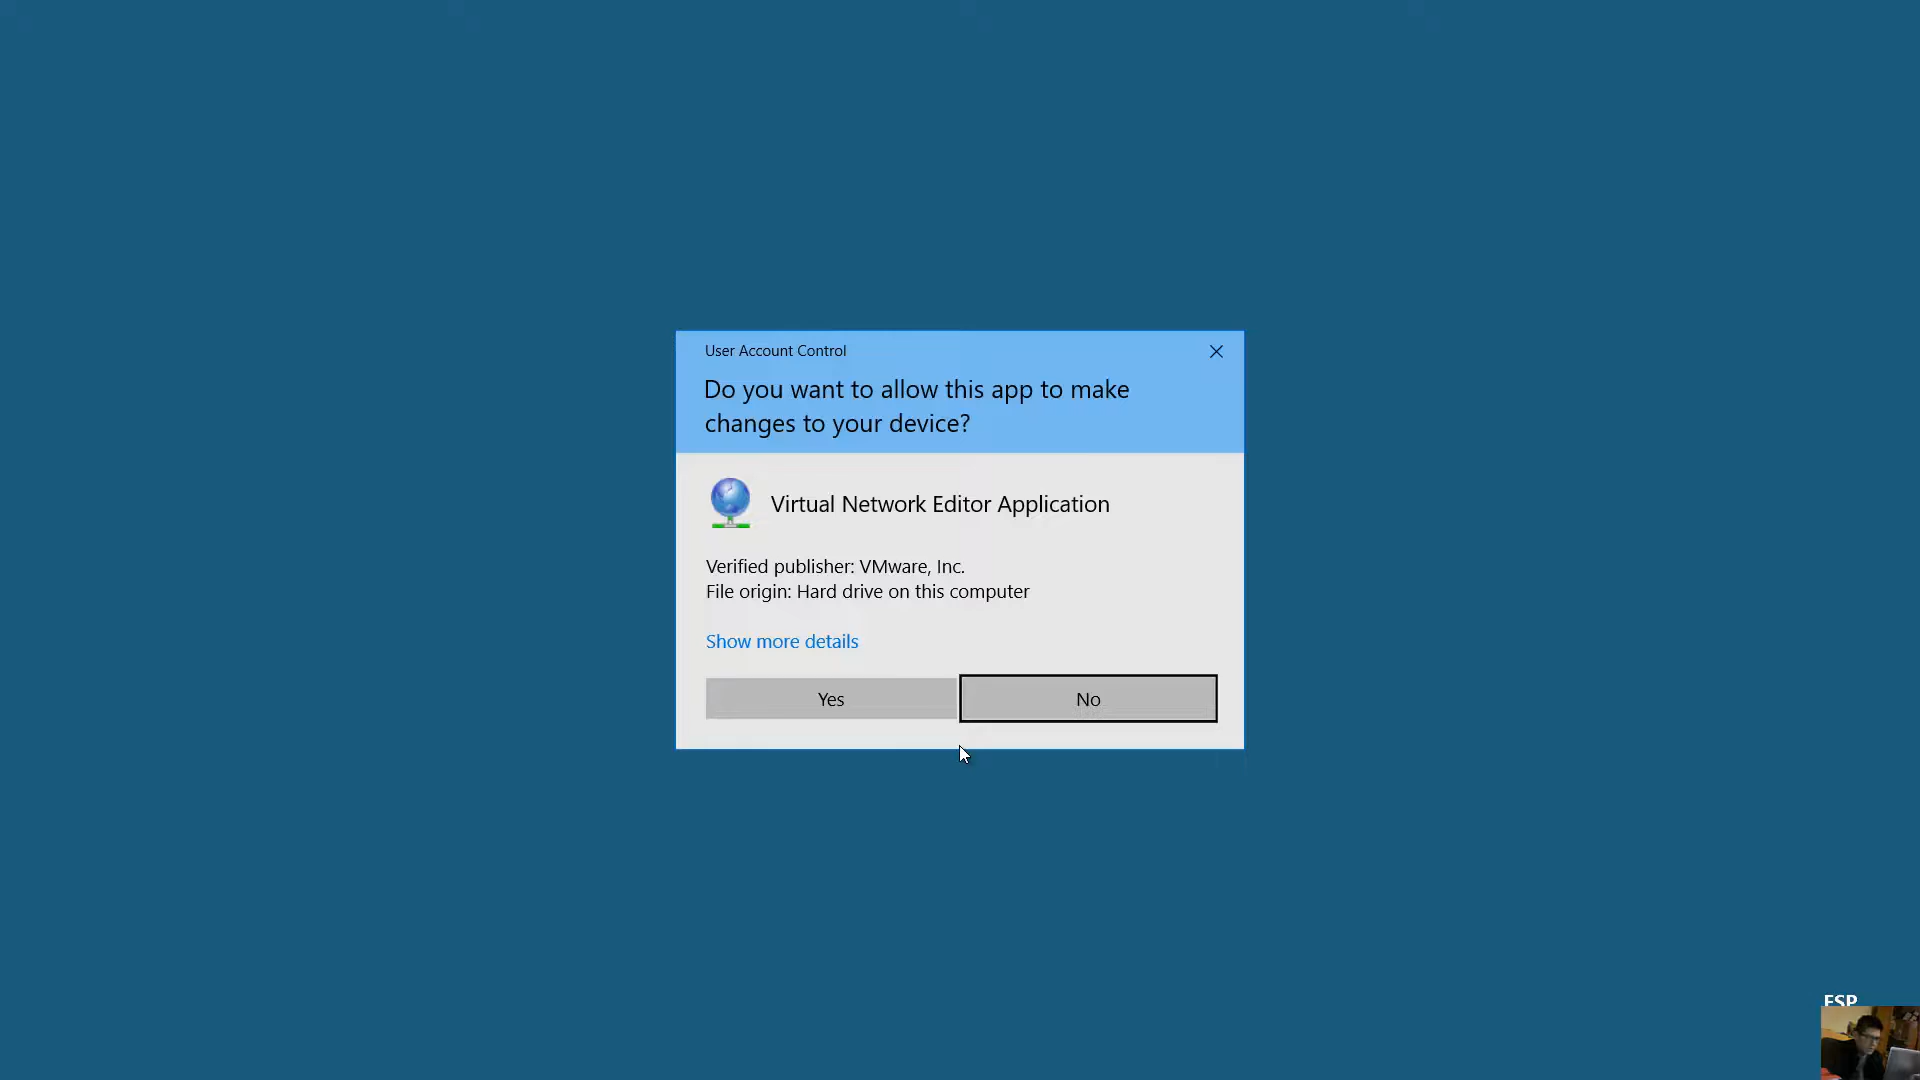 User Account Control
Do you want to allow this app to make
changes to your device?
Virtual Network Editor Application
Verified publisher: VMware, Inc.
File origin: Hard drive on this computer
Show more details
Yes
No
ESP